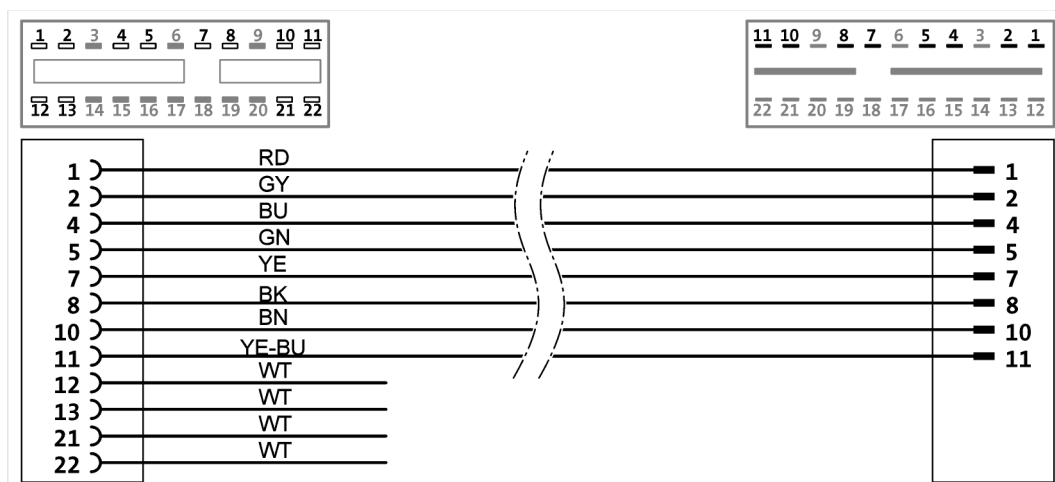 1 2 3 4 5 6 7 8 9 10 11
11 10 9 8 7 6 5 4 3 2 1
12 13 14 15 16 17 18 19 20 21 22
22 21 20 19 18 17 16 15 14 13 12
1 RD 1
2 GY 2
4 BU 4
5 GN 5
7 YE 7
8 BK 8
10 BN 10
11 YE-BU 11
12 WT
13 WT
21 WT
22 WT